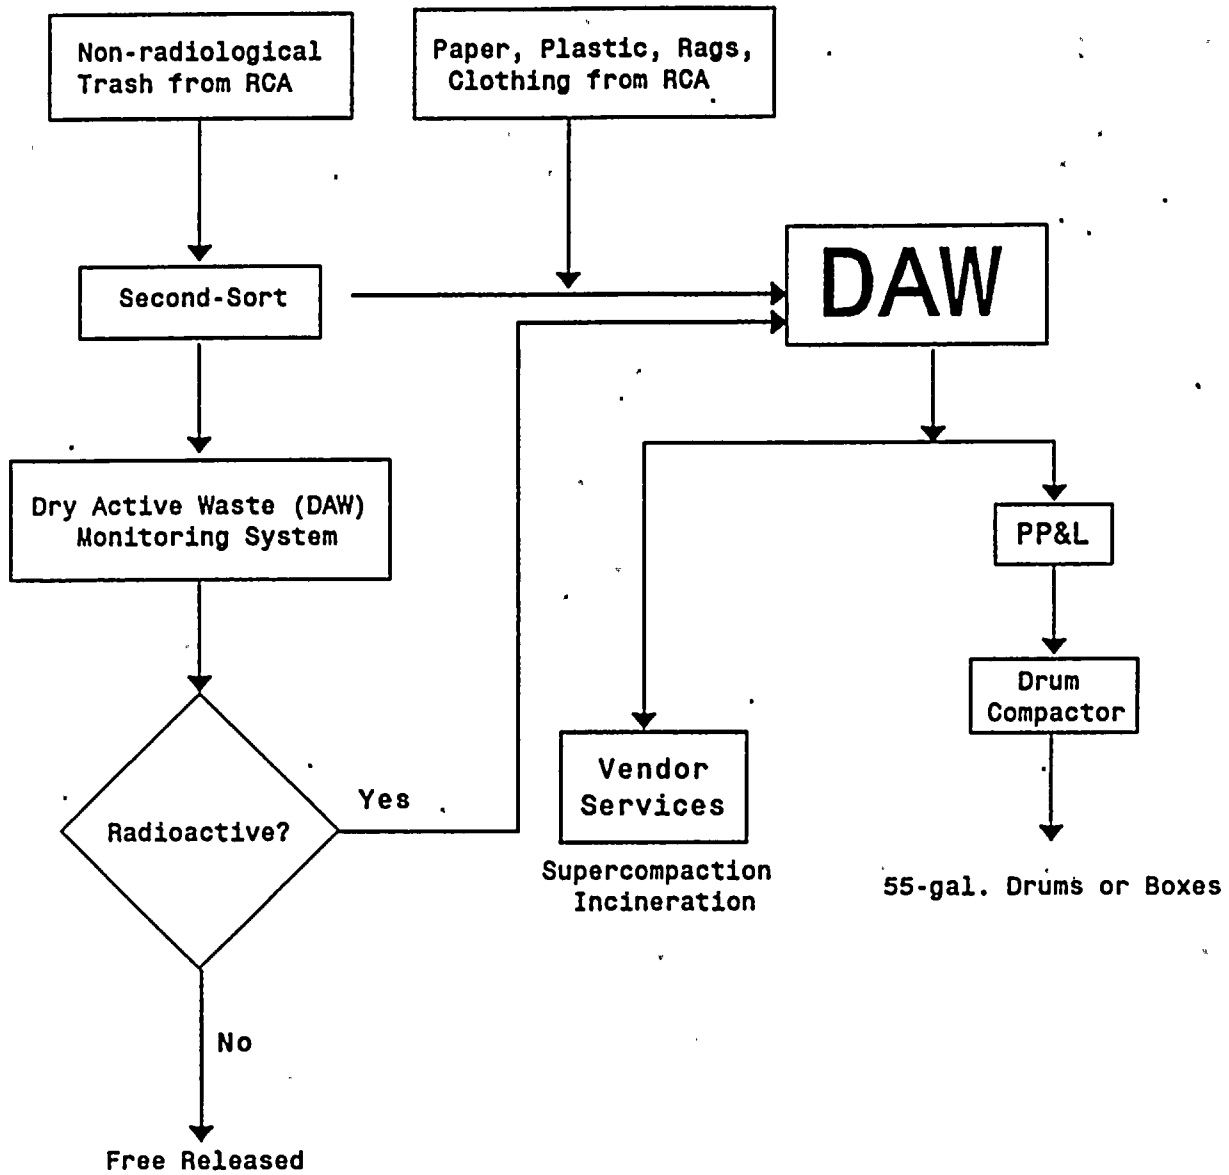 Non-radiological
Trash from RCA
Paper, Plastic, Rags,
Clothing from RCA
Second-Sort
DAW
Dry Active Waste (DAW)
Monitoring System
PP&L
Drum
Compactor
Vendor
Services
Yes
Radioactive?
Supercompaction
Incineration
55-gal. Drums or Boxes
No
Free Released